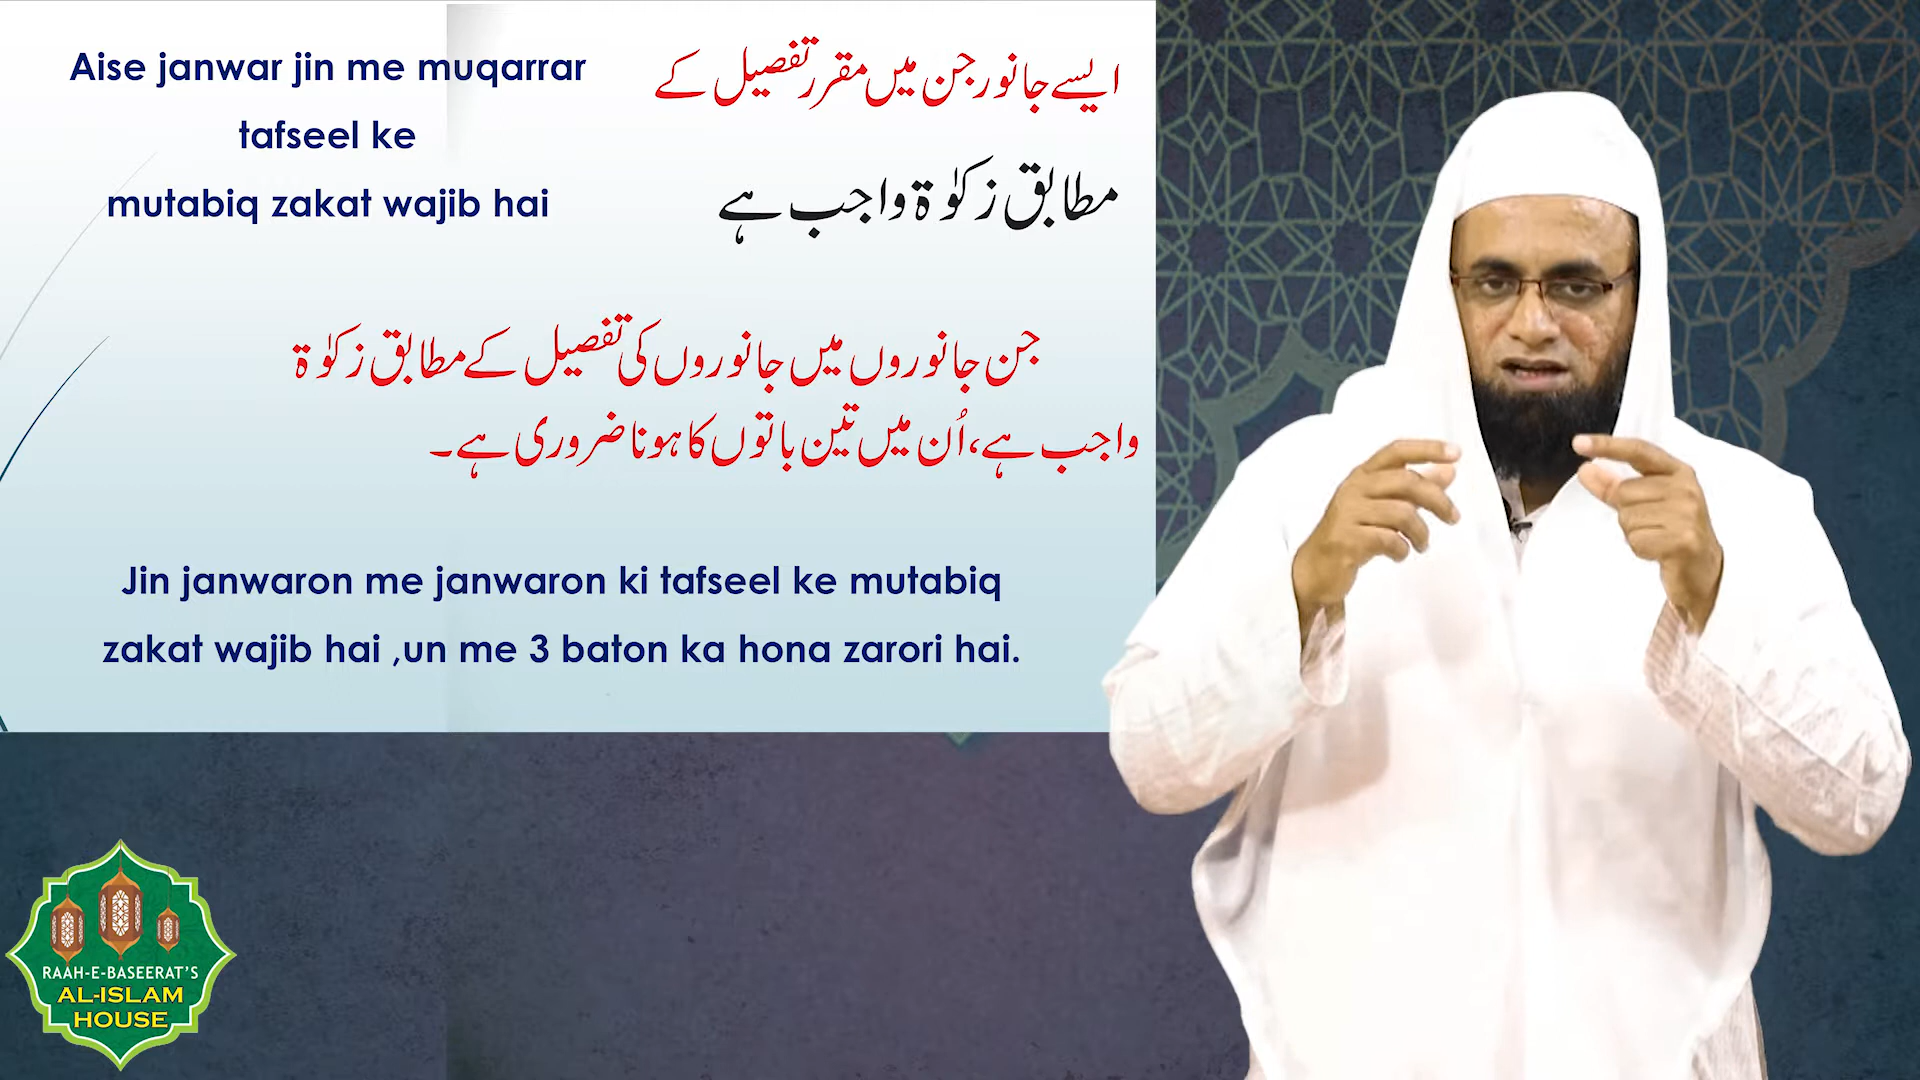 Aise janwar jin me muqarrar
tafseel ke
mutabiq zakat wajib hai
ایسے جانور جن میں مقرر تفصیل کے
مطابق زکوٰۃ واجب ہے
جن جانوروں میں جانوروں کی تفصیل کے مطابق زکوٰۃ
واجب ہے، اُن میں تین باتوں کا ہونا ضروری ہے۔
Jin janwaron me janwaron ki tafseel ke mutabiq
zakat wajib hai ,un me 3 baton ka hona zarori hai.
RAAH-E-BASEERAT'S
AL-ISLAM
HOUSE